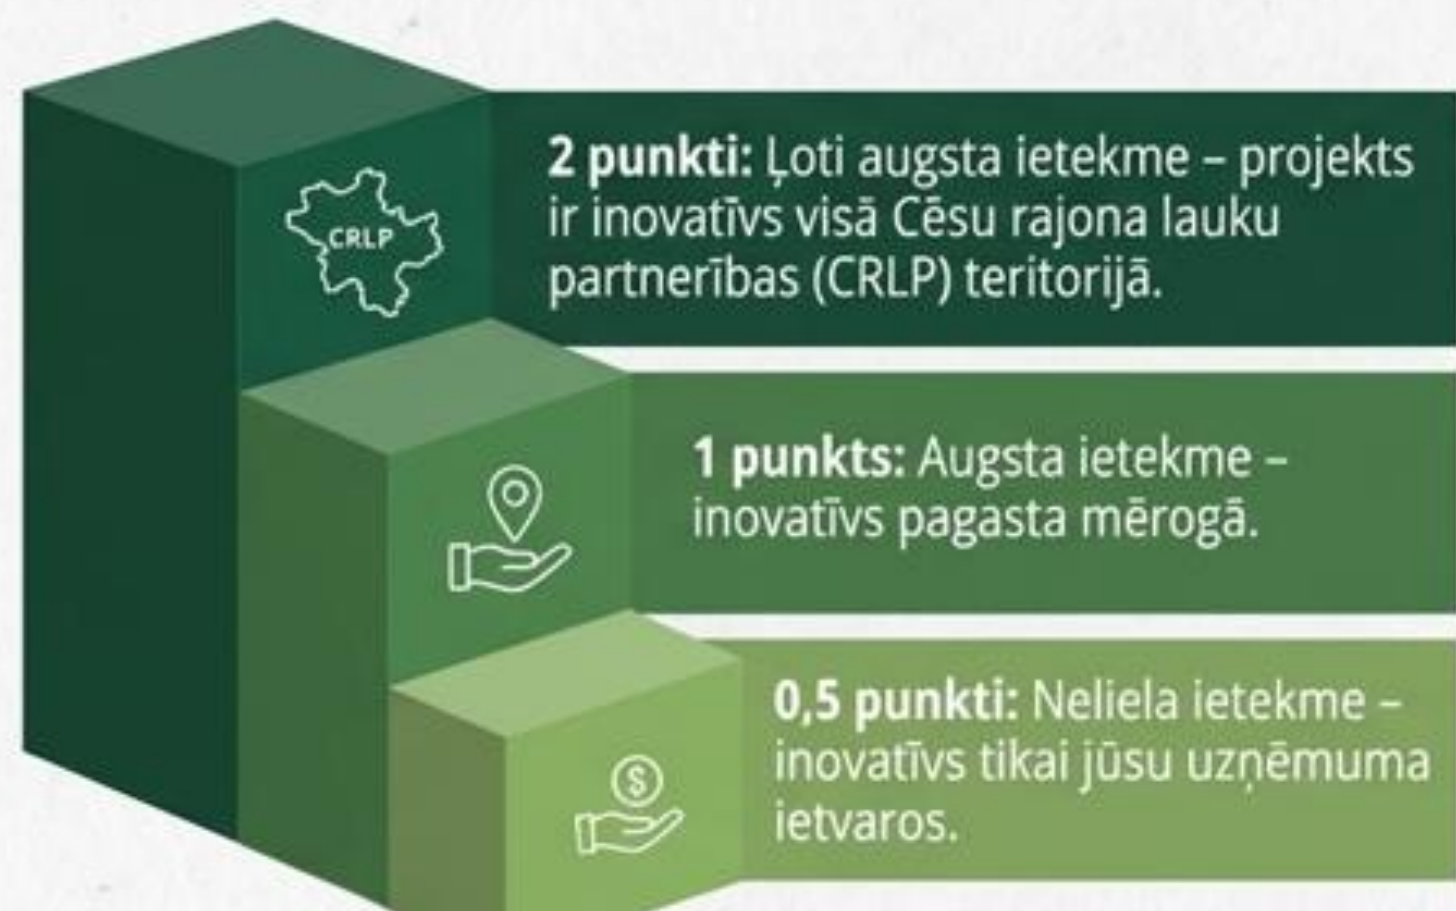 CRLP
2 punkti: Ļoti augsta ietekme – projekts
ir inovatīvs visā Cēsu rajona lauku
partnerības (CRLP) teritorijā.
1 punkts: Augsta ietekme –
inovatīvs pagasta mērogā.
0,5 punkti: Neliela ietekme –
inovatīvs tikai jūsu uzņēmuma
ietvaros.
$